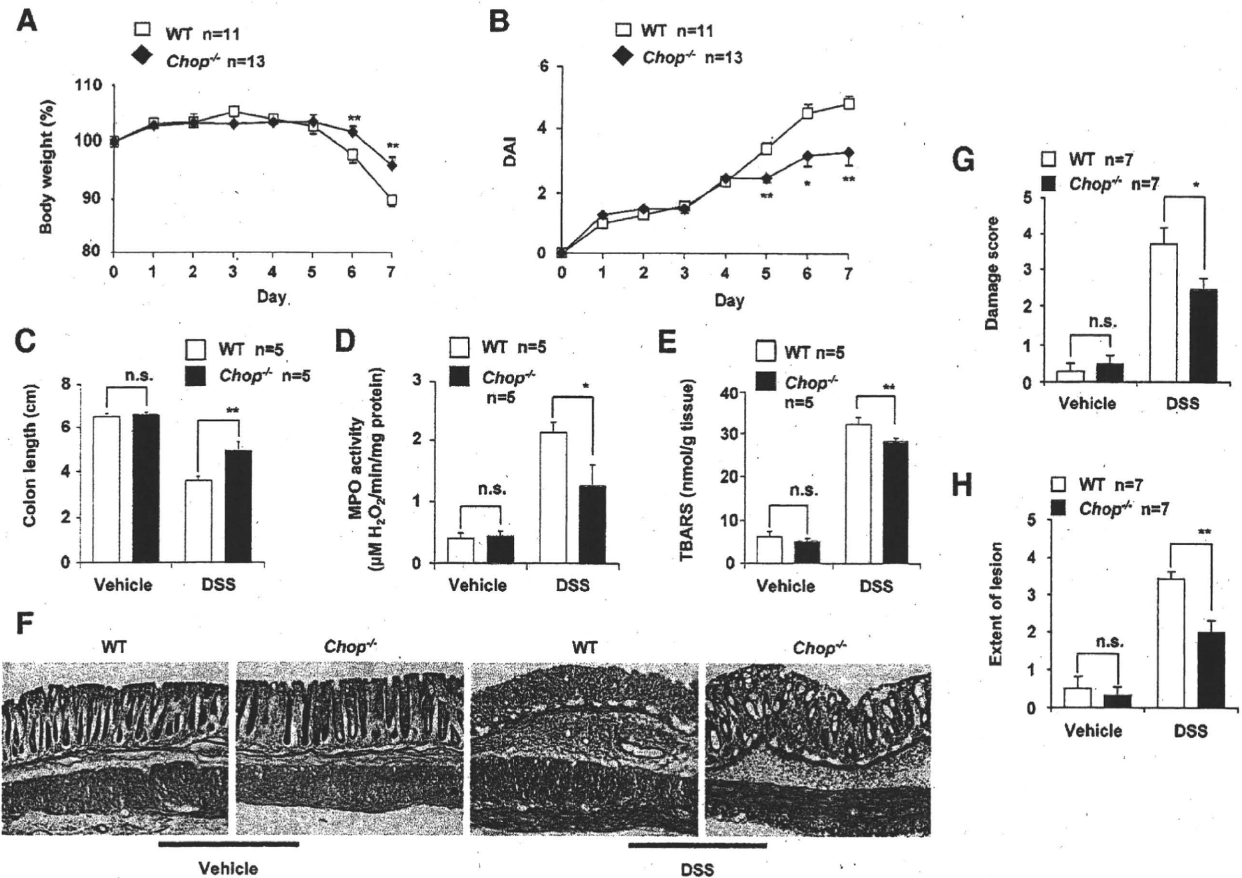 A
WT n=11
Chop-/- n=13
Body weight (%)
110
100
90
80
0 1 2 3 4 5 6 7
Day
**
**
B
WT n=11
Chop-/- n=13
DAI
6
4
2
0
0 1 2 3 4 5 6 7
Day
**
*
**
C
WT n=5
Chop-/- n=5
Colon length (cm)
8
6
4
2
0
n.s.
**
Vehicle DSS
D
WT n=5
Chop-/-
n=5
MPO activity
(μM H2O2/min/mg protein)
3
2
1
0
n.s.
*
Vehicle DSS
E
WT n=5
Chop-/-
n=5
TBARS (nmol/g tissue)
40
30
20
10
0
n.s.
**
Vehicle DSS
F
WT Chop-/- WT Chop-/-
Vehicle DSS
G
WT n=7
Chop-/- n=7
Damage score
5
4
3
2
1
0
n.s.
*
Vehicle DSS
H
WT n=7
Chop-/- n=7
Extent of lesion
5
4
3
2
1
0
n.s.
**
Vehicle DSS